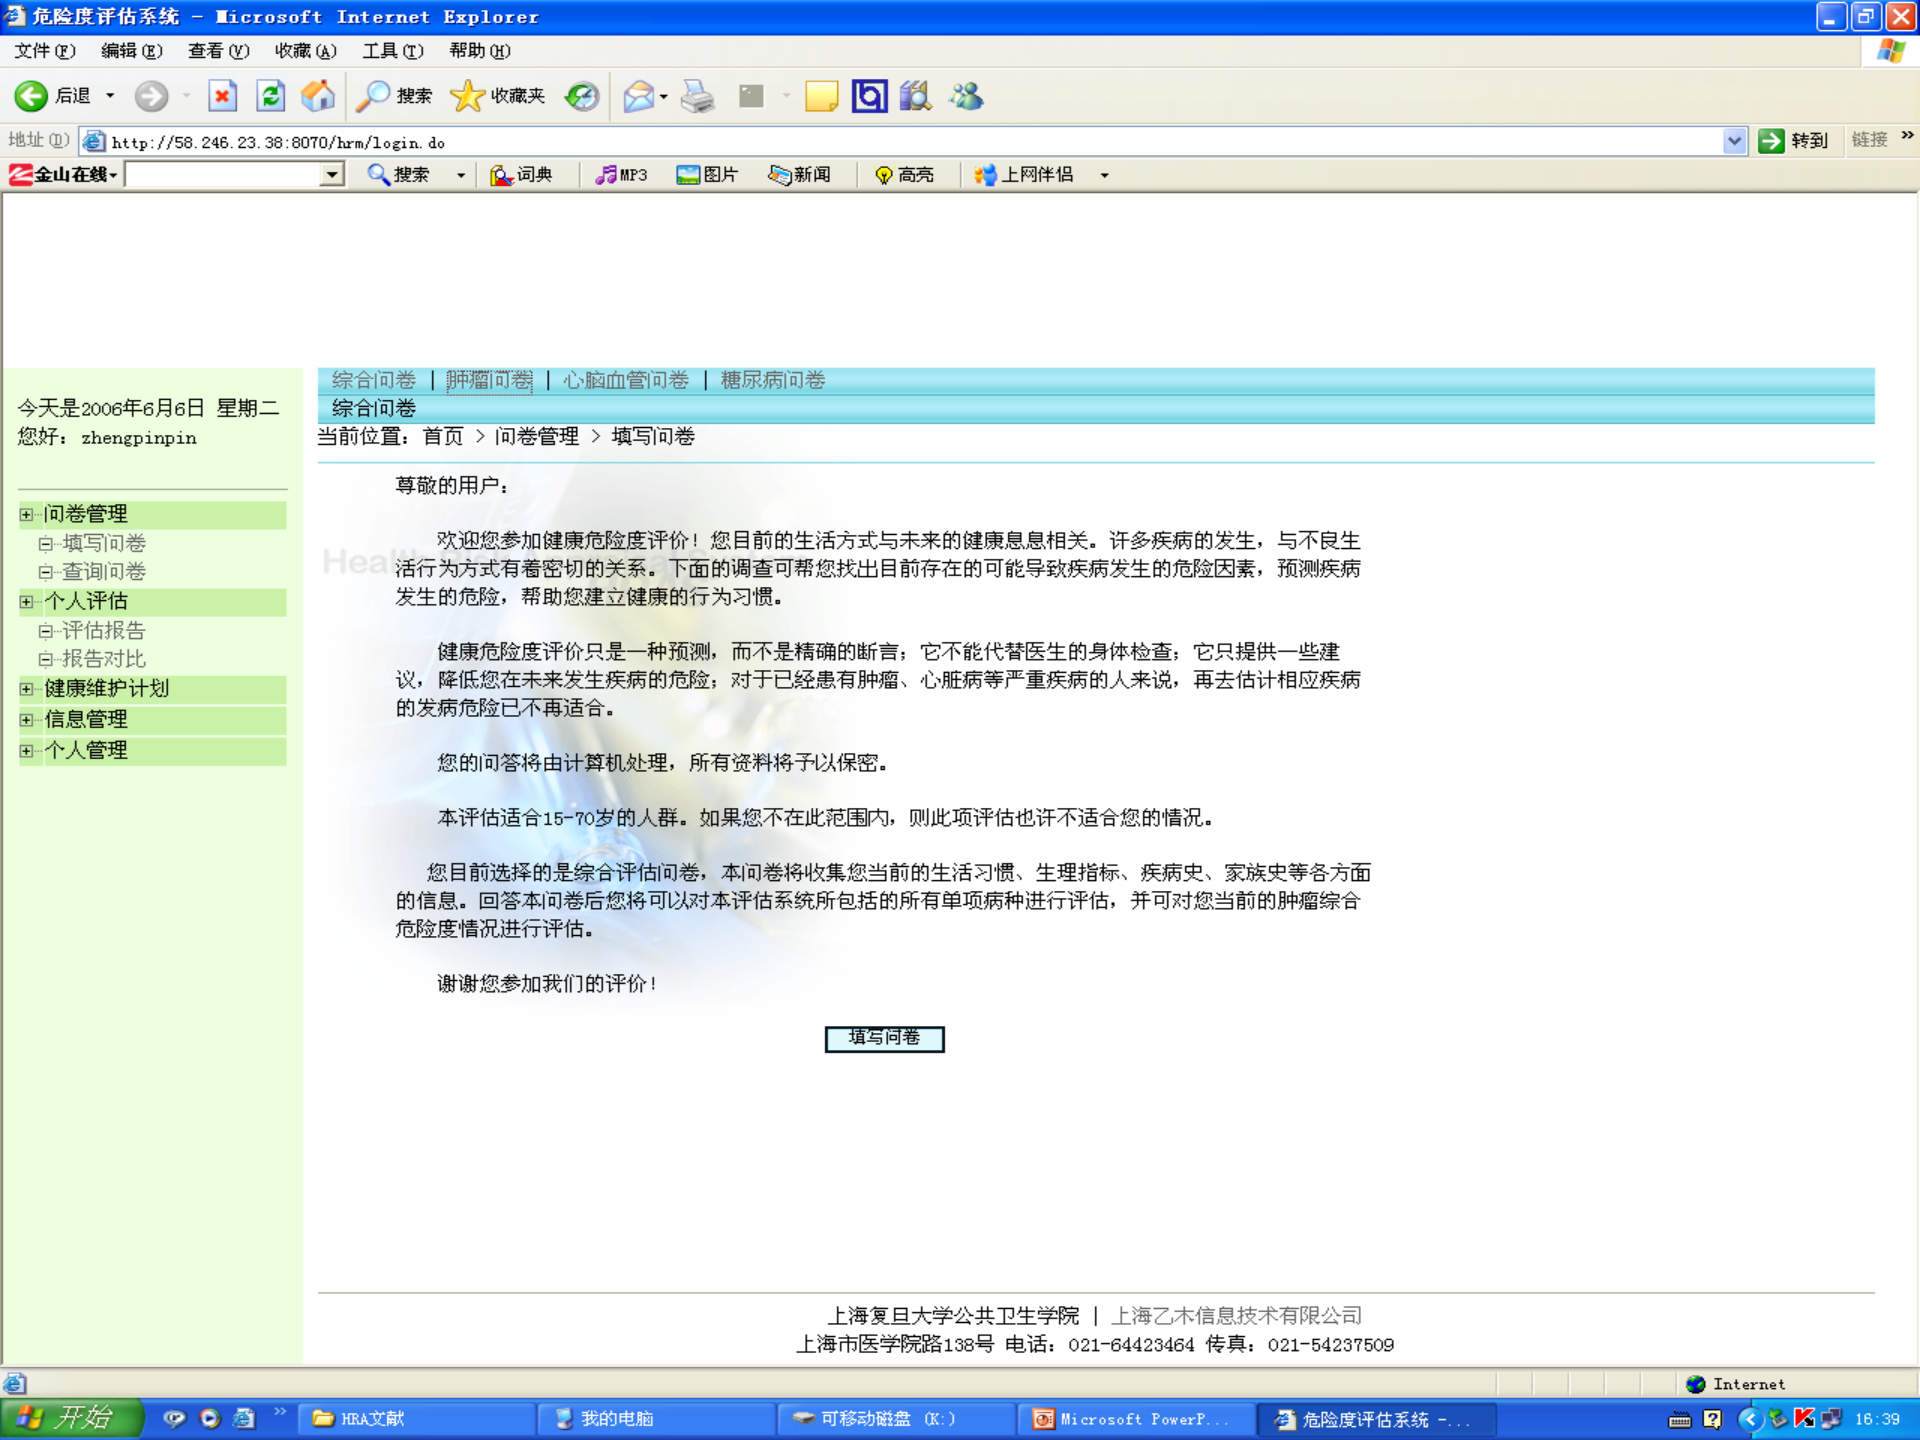 危险度评估系统 - Microsoft Internet Explorer
文件(F) 编辑(E) 查看(V) 收藏(A) 工具(T) 帮助(H)
后退 搜索 收藏夹
地址(D) http://58.246.23.38:8070/hrm/login.do 转到 链接 »
金山在线 搜索 词典 MP3 图片 新闻 高亮 上网伴侣
综合问卷 | 肿瘤问卷 | 心脑血管问卷 | 糖尿病问卷
综合问卷
当前位置：首页 > 问卷管理 > 填写问卷
今天是2006年6月6日 星期二
您好：zhengpinpin
问卷管理
填写问卷
查询问卷
个人评估
评估报告
报告对比
健康维护计划
信息管理
个人管理
尊敬的用户：
欢迎您参加健康危险度评价！您目前的生活方式与未来的健康息息相关。许多疾病的发生，与不良生
活行为方式有着密切的关系。下面的调查可帮您找出目前存在的可能导致疾病发生的危险因素，预测疾病
发生的危险，帮助您建立健康的行为习惯。
健康危险度评价只是一种预测，而不是精确的断言；它不能代替医生的身体检查；它只提供一些建
议，降低您在未来发生疾病的危险；对于已经患有肿瘤、心脏病等严重疾病的人来说，再去估计相应疾病
的发病危险已不再适合。
您的问答将由计算机处理，所有资料将予以保密。
本评估适合15-70岁的人群。如果您不在此范围内，则此项评估也许不适合您的情况。
您目前选择的是综合评估问卷，本问卷将收集您当前的生活习惯、生理指标、疾病史、家族史等各方面
的信息。回答本问卷后您将可以对本评估系统所包括的所有单项病种进行评估，并可对您当前的肿瘤综合
危险度情况进行评估。
谢谢您参加我们的评价！
填写问卷
上海复旦大学公共卫生学院 | 上海乙木信息技术有限公司
上海市医学院路138号 电话：021-64423464 传真：021-54237509
Internet
开始 » HRA文献 我的电脑 可移动磁盘 (K:) Microsoft PowerP... 危险度评估系统 -... 16:39